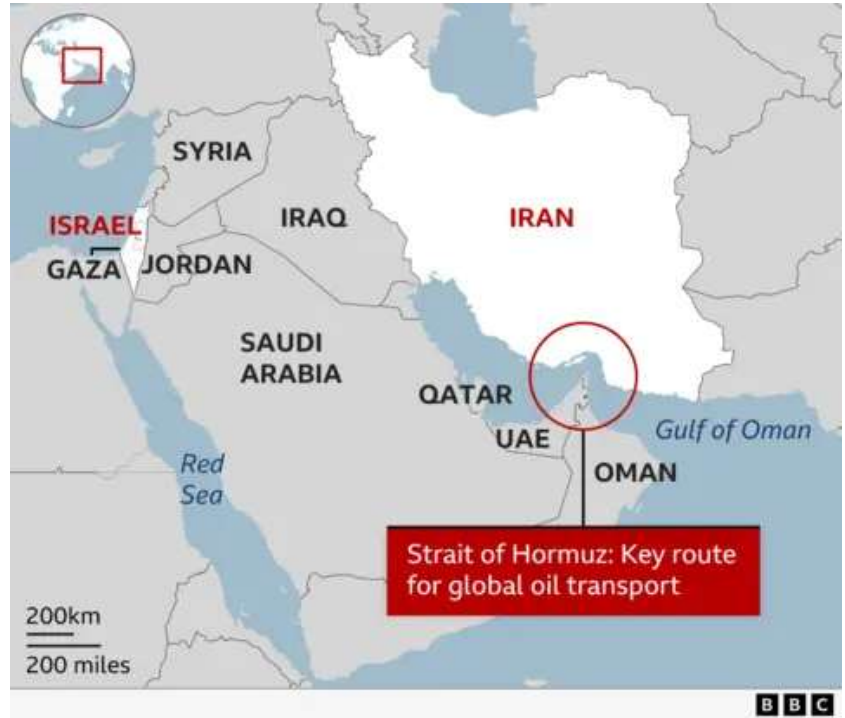 SYRIA
ISRAEL
IRAQ
IRAN
GAZA
JORDAN
SAUDI
ARABIA
QATAR
UAE
Gulf of Oman
Red
Sea
OMAN
Strait of Hormuz: Key route
for global oil transport
200km
200 miles
BBC